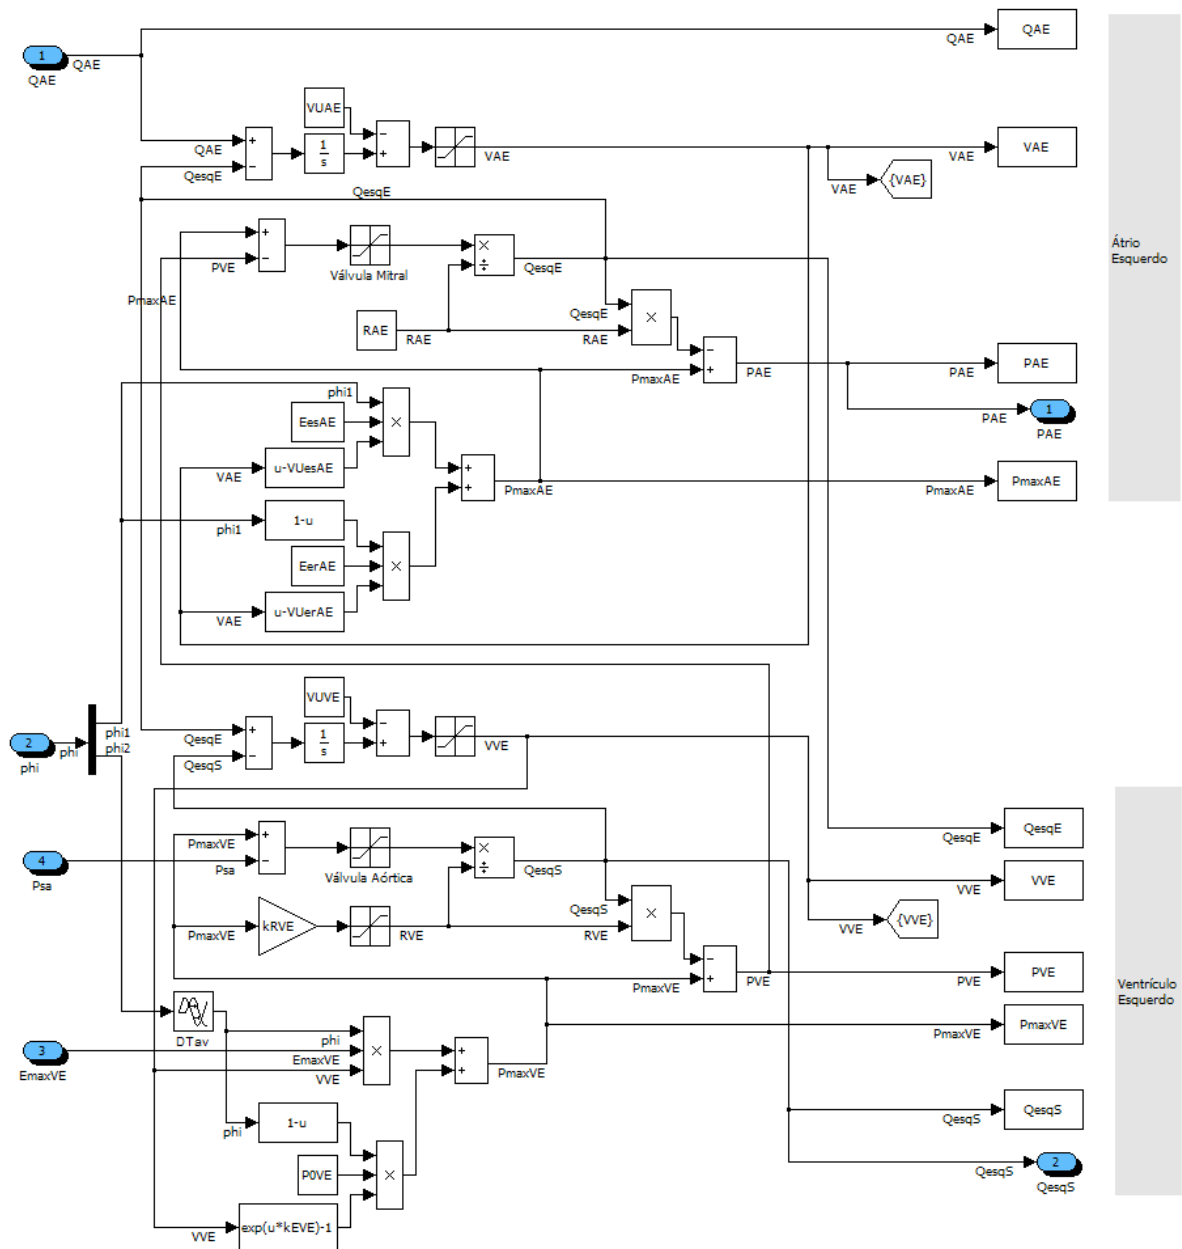 QAE
1
QAE
QAE
QAE
VUAE
−
+
QAE
QesqE
+
−
1
s
VAE
VAE
VAE
VAE
{VAE}
QesqE
+
−
PVE
Válvula Mitral
×
÷
QesqE
PmaxAE
RAE
RAE
QesqE
RAE
×
−
+
PmaxAE
PAE
PAE
PAE
PAE
1
PAE
Átrio
Esquerdo
phi1
EesAE
×
VAE
u-VUesAE
+
+
PmaxAE
PmaxAE
PmaxAE
phi1
1-u
EerAE
×
VAE
u-VUerAE
VUVE
−
+
2
phi
phi
phi1
phi2
QesqE
QesqS
+
−
1
s
VVE
PmaxVE
Psa
+
−
4
Psa
Válvula Aórtica
×
÷
QesqS
QesqE
QesqE
VVE
VVE
VVE
{VVE}
PmaxVE
kRVE
RVE
QesqS
RVE
×
−
+
PmaxVE
PVE
PVE
PVE
Ventrículo
Esquerdo
DTav
3
EmaxVE
phi
EmaxVE
VVE
×
+
+
PmaxVE
PmaxVE
PmaxVE
phi
1-u
P0VE
×
VVE
exp(u*kEVE)-1
QesqS
QesqS
QesqS
2
QesqS